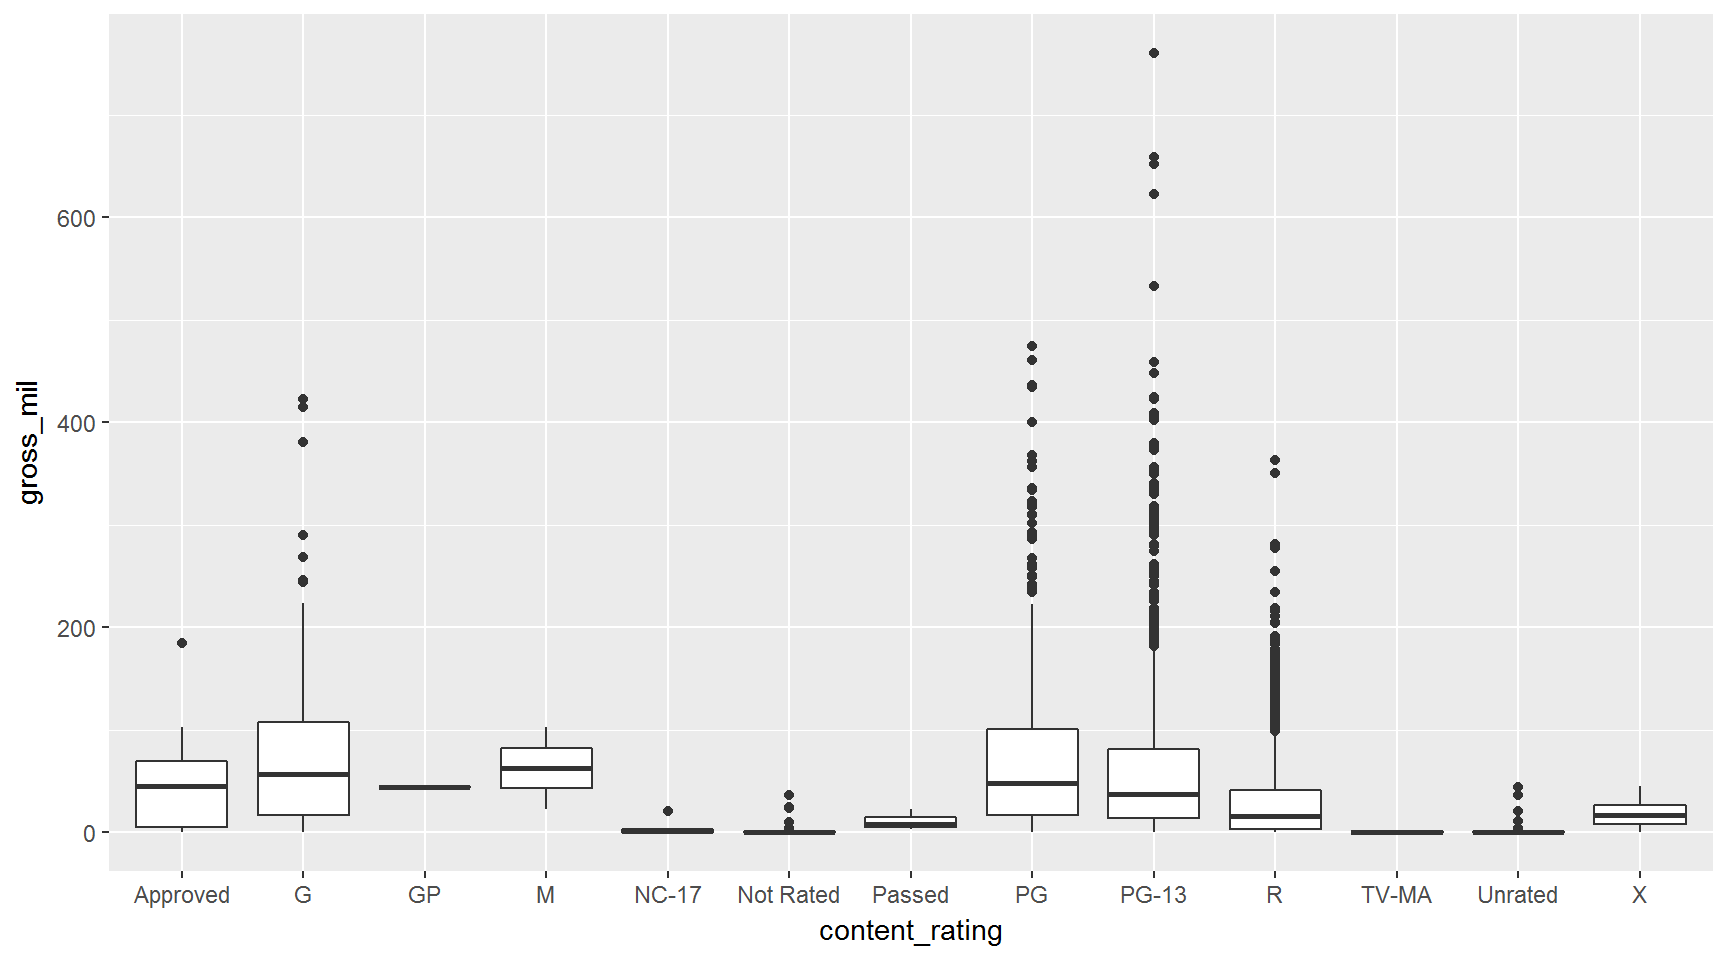 gross_mil
600
400
200
0
Approved G GP M NC-17 Not Rated Passed PG PG-13 R TV-MA Unrated X
content_rating